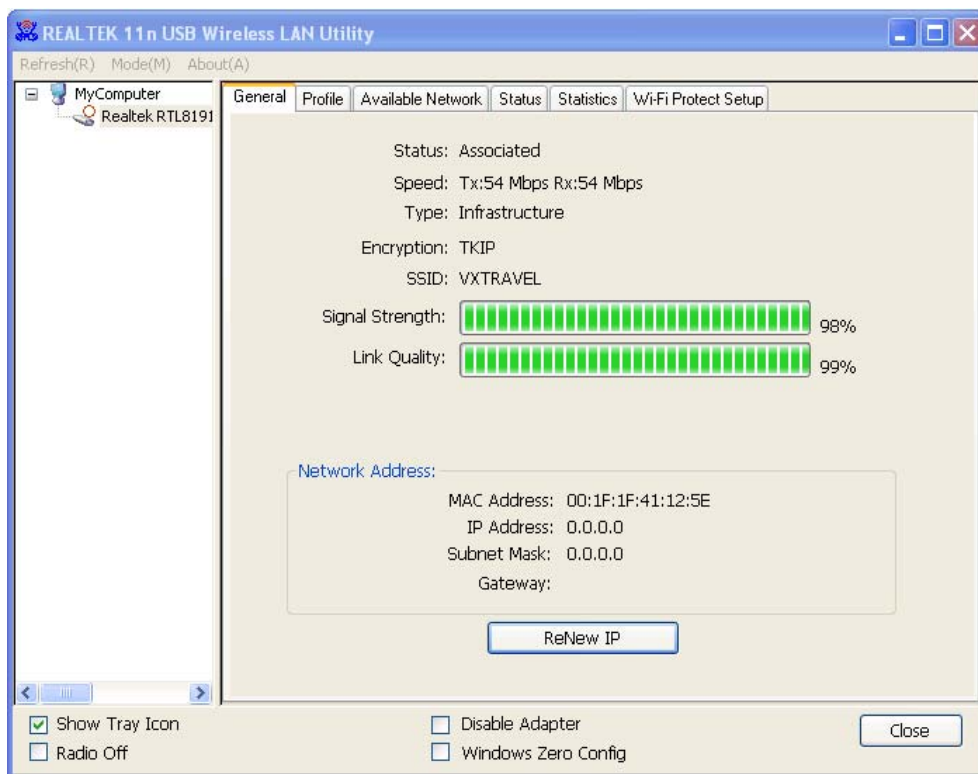 REALTEK 11n USB Wireless LAN Utility
Refresh(R) Mode(M) About(A)
MyComputer
Realtek RTL8191
General Profile Available Network Status Statistics Wi-Fi Protect Setup
Status: Associated
Speed: Tx:54 Mbps Rx:54 Mbps
Type: Infrastructure
Encryption: TKIP
SSID: VXTRAVEL
Signal Strength: 98%
Link Quality: 99%
Network Address:
MAC Address: 00:1F:1F:41:12:5E
IP Address: 0.0.0.0
Subnet Mask: 0.0.0.0
Gateway:
ReNew IP
Show Tray Icon
Radio Off
Disable Adapter
Windows Zero Config
Close